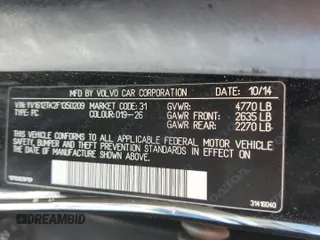 MFD BY VOLVO CAR CORPORATION DATE: 10/14
VIN: YV1612TK2F1350209 MARKET CODE: 31 GVWR: 4770 LB
TYPE: PC COLOUR: 019-26 GAWR FRONT: 2635 LB
GAWR REAR: 2270 LB
THIS VEHICLE CONFORMS TO ALL APPLICABLE FEDERAL MOTOR VEHICLE
SAFETY, BUMPER AND THEFT PREVENTION STANDARDS IN EFFECT ON
THE DATE OF MANUFACTURE SHOWN ABOVE.
31416040
DREAMBID